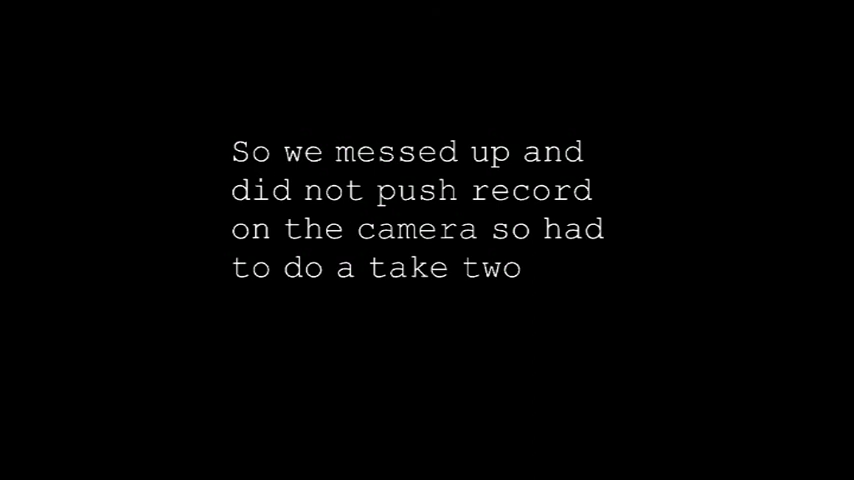 So we messed up and
did not push record
on the camera so had
to do a take two